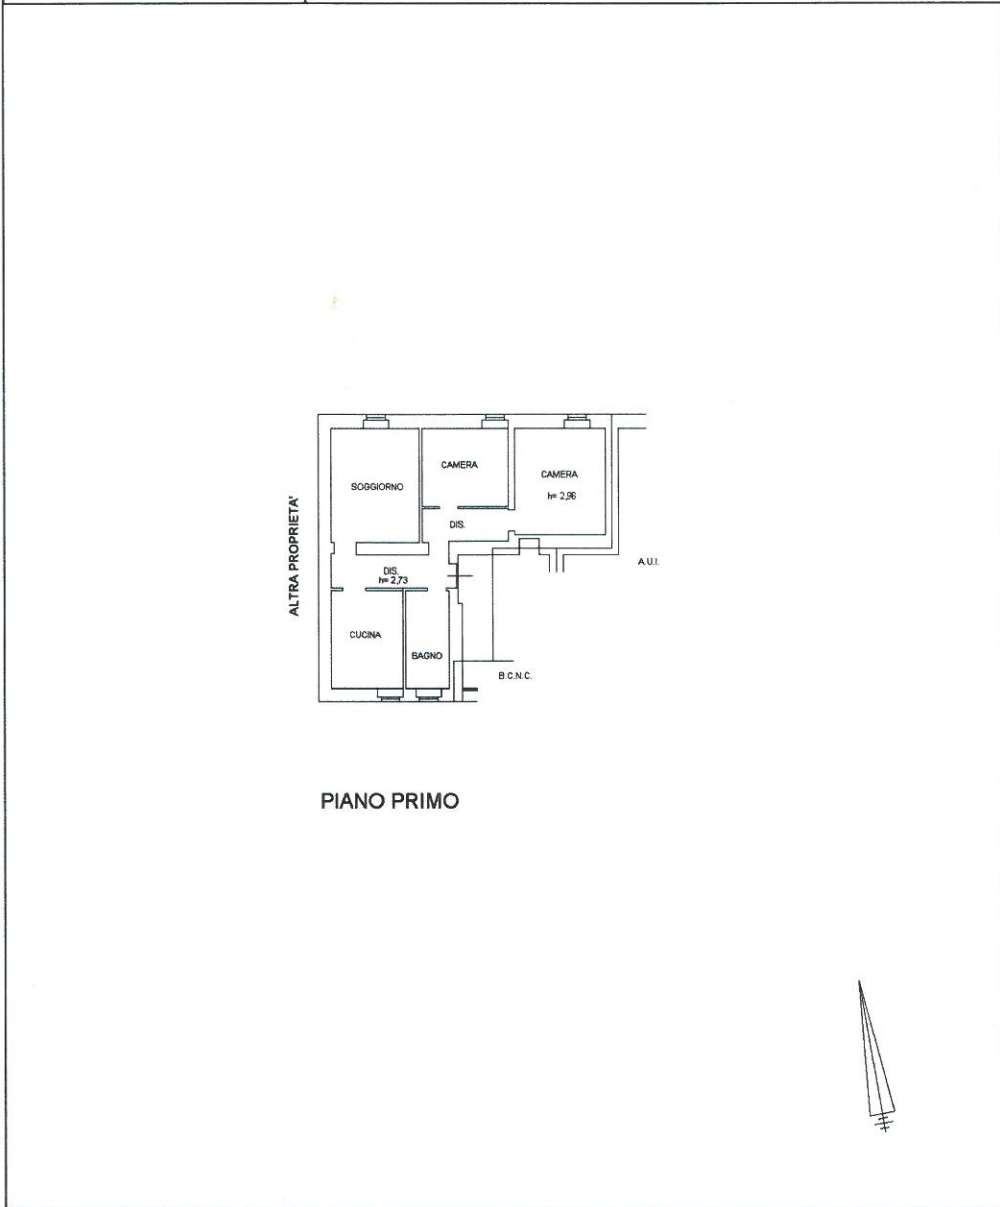 SOGGIORNO
CAMERA
CAMERA
h= 2,96
DIS.
ALTRA PROPRIETA'
DIS.
h= 2,73
A.U.I.
CUCINA
BAGNO
B.C.N.C.
PIANO PRIMO